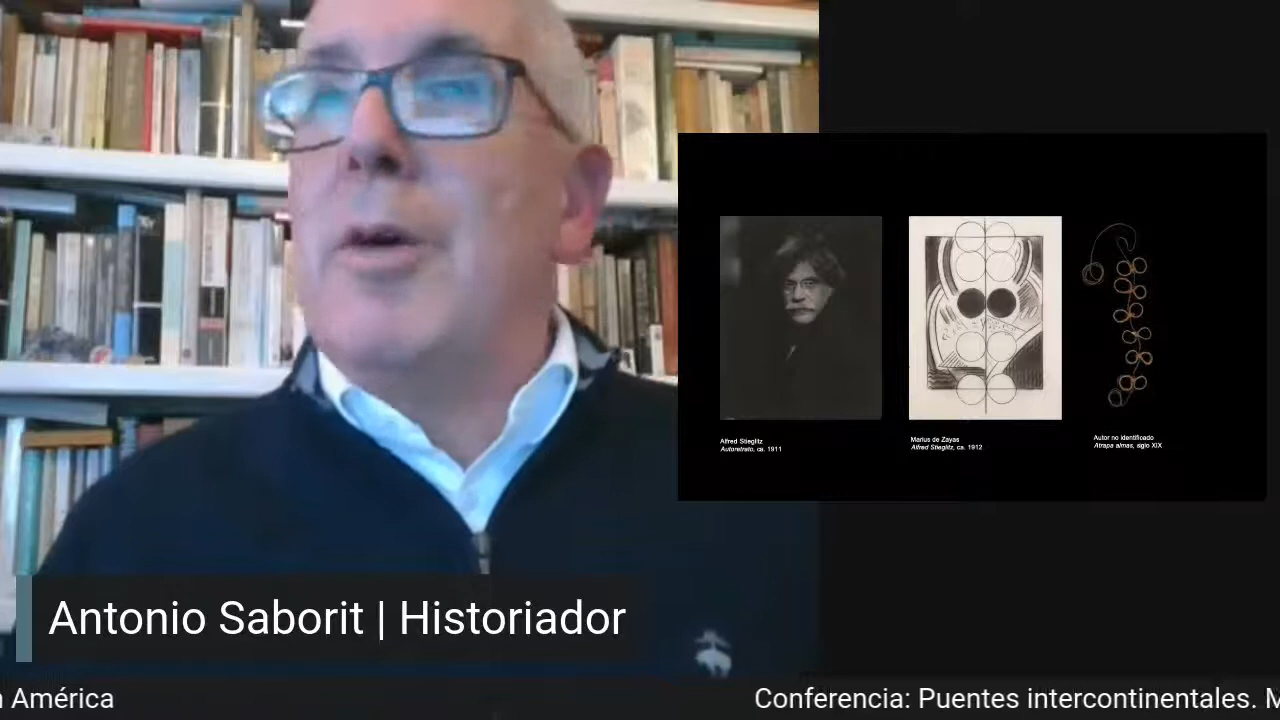 Alfred Stieglitz
Autoretrato, ca. 1911
Marius de Zayas
Alfred Stieglitz, ca. 1912
Autor no identificado
Atrapa almas, siglo XIX
Antonio Saborit | Historiador
América
Conferencia: Puentes intercontinentales.